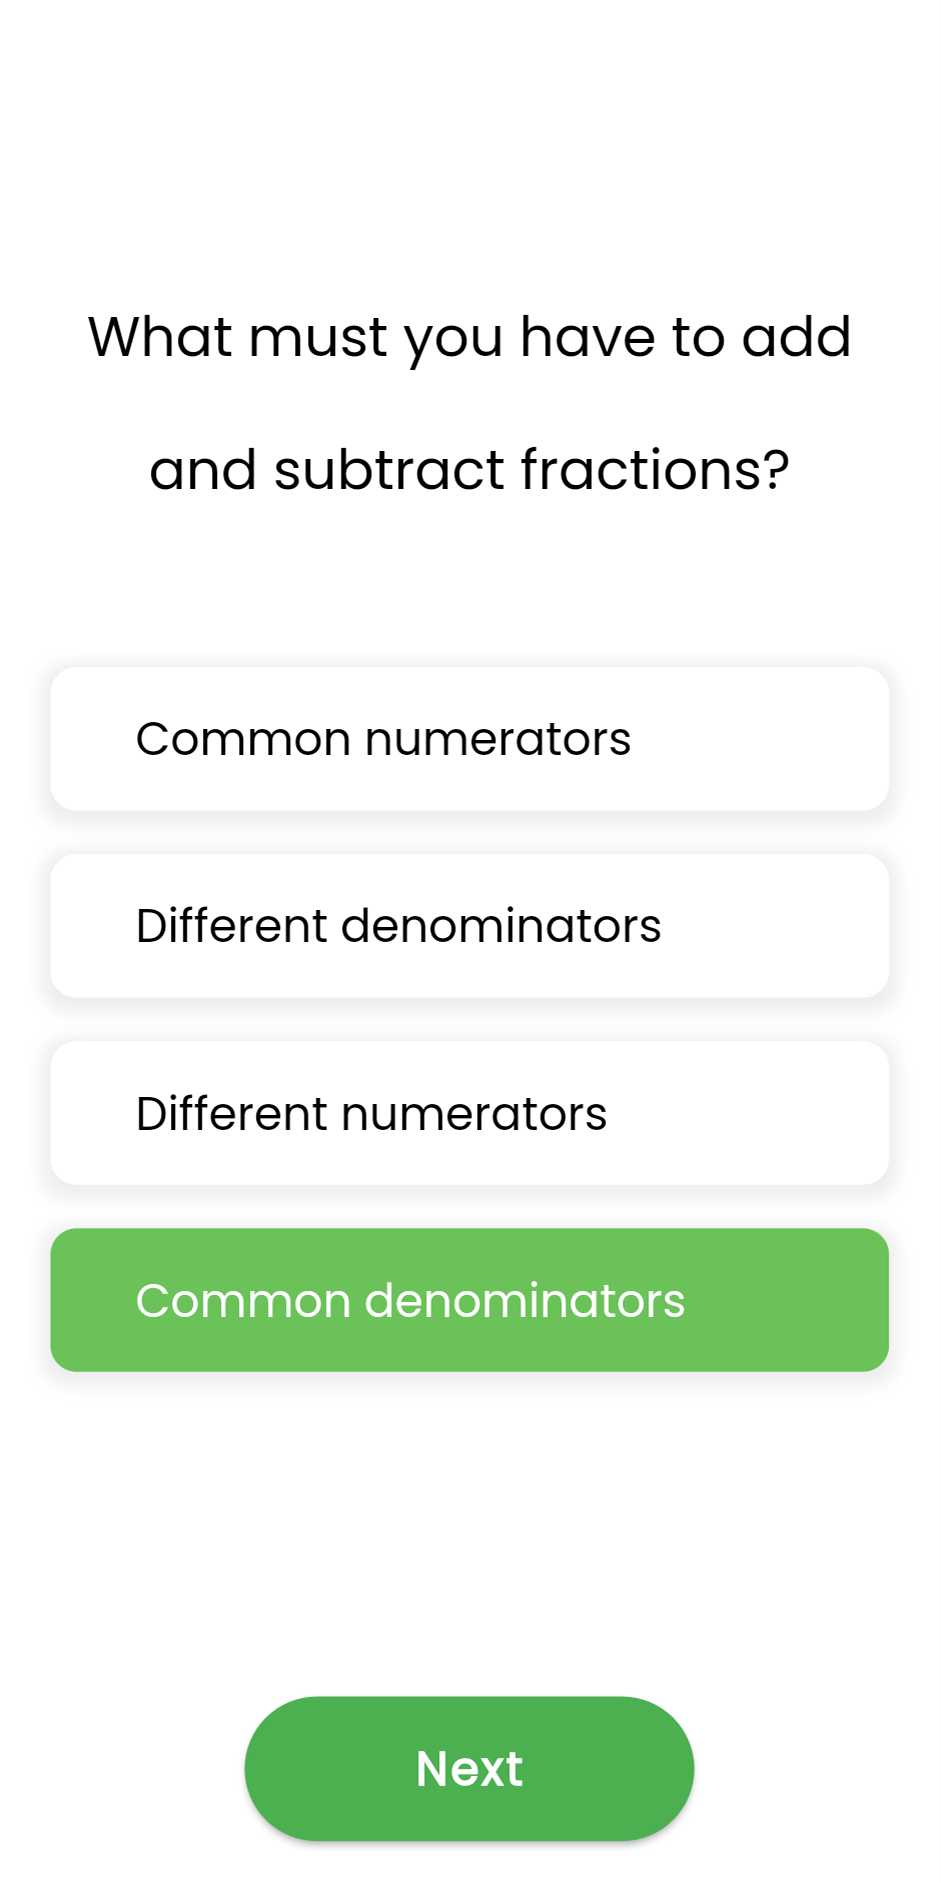 What must you have to add
and subtract fractions?
Common numerators
Different denominators
Different numerators
Common denominators
Next